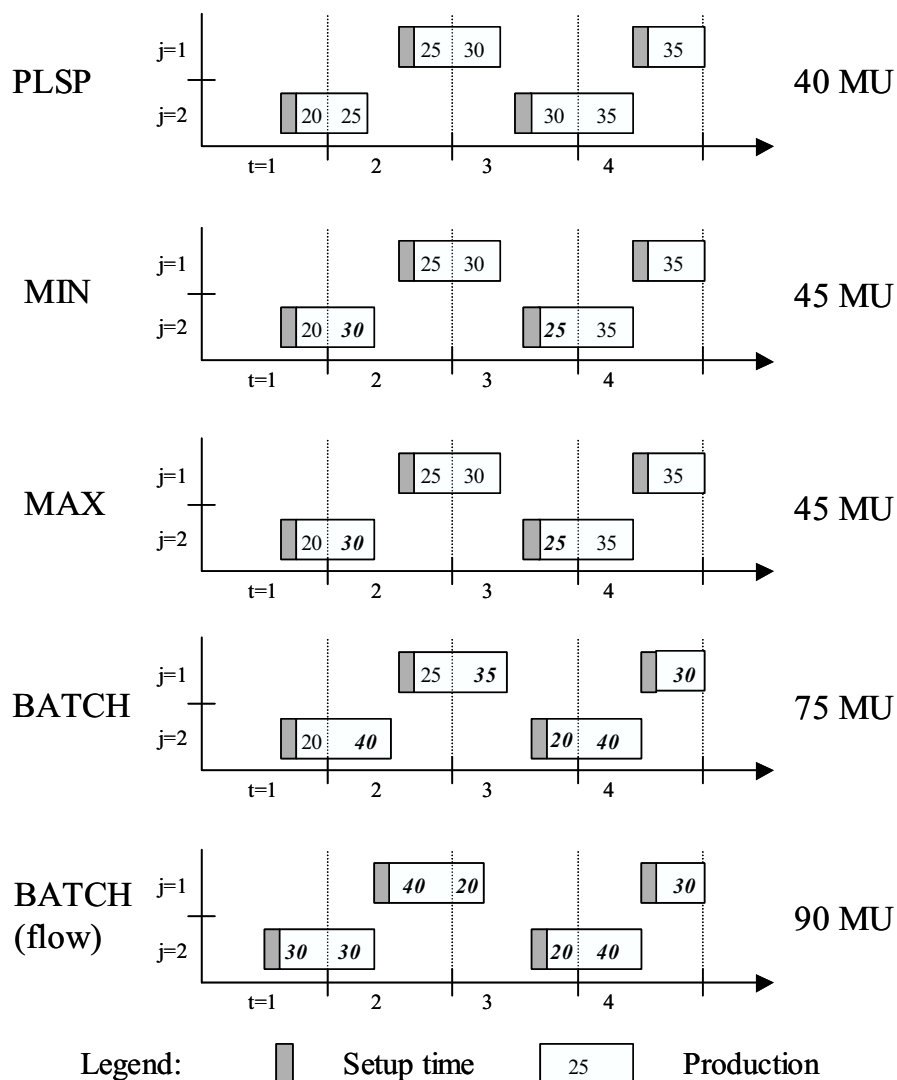 j=1 25 30 35
PLSP 40 MU
j=2 20 25 30 35
t=1 2 3 4
j=1 25 30 35
MIN 45 MU
j=2 20 30 25 35
t=1 2 3 4
j=1 25 30 35
MAX 45 MU
j=2 20 30 25 35
t=1 2 3 4
j=1 25 35 30
BATCH 75 MU
j=2 20 40 20 40
t=1 2 3 4
j=1 40 20 30
BATCH
(flow) 90 MU
j=2 30 30 20 40
t=1 2 3 4
Legend: Setup time 25 Production